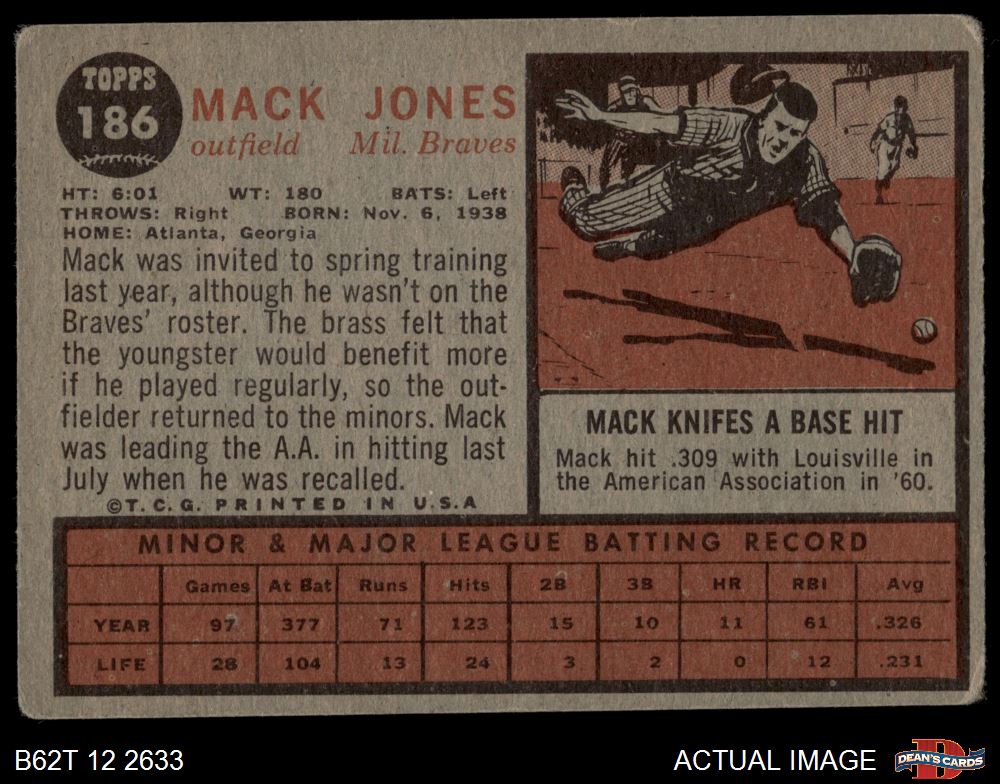 TOPPS
186
MACK JONES
outfield Mil. Braves
HT: 6:01 WT: 180 BATS: Left
THROWS: Right BORN: Nov. 6, 1938
HOME: Atlanta, Georgia
Mack was invited to spring training
last year, although he wasn't on the
Braves' roster. The brass felt that
the youngster would benefit more
if he played regularly, so the out-
fielder returned to the minors. Mack
was leading the A.A. in hitting last
July when he was recalled.
©T.C.G. PRINTED IN U.S.A
MACK KNIFES A BASE HIT
Mack hit .309 with Louisville in
the American Association in '60.
MINOR & MAJOR LEAGUE BATTING RECORD
Games At Bat Runs Hits 2B 3B HR RBI Avg
YEAR 97 377 71 123 15 10 11 61 .326
LIFE 28 104 13 24 3 2 0 12 .231
B62T 12 2633
ACTUAL IMAGE
D
DEAN'S CARDS